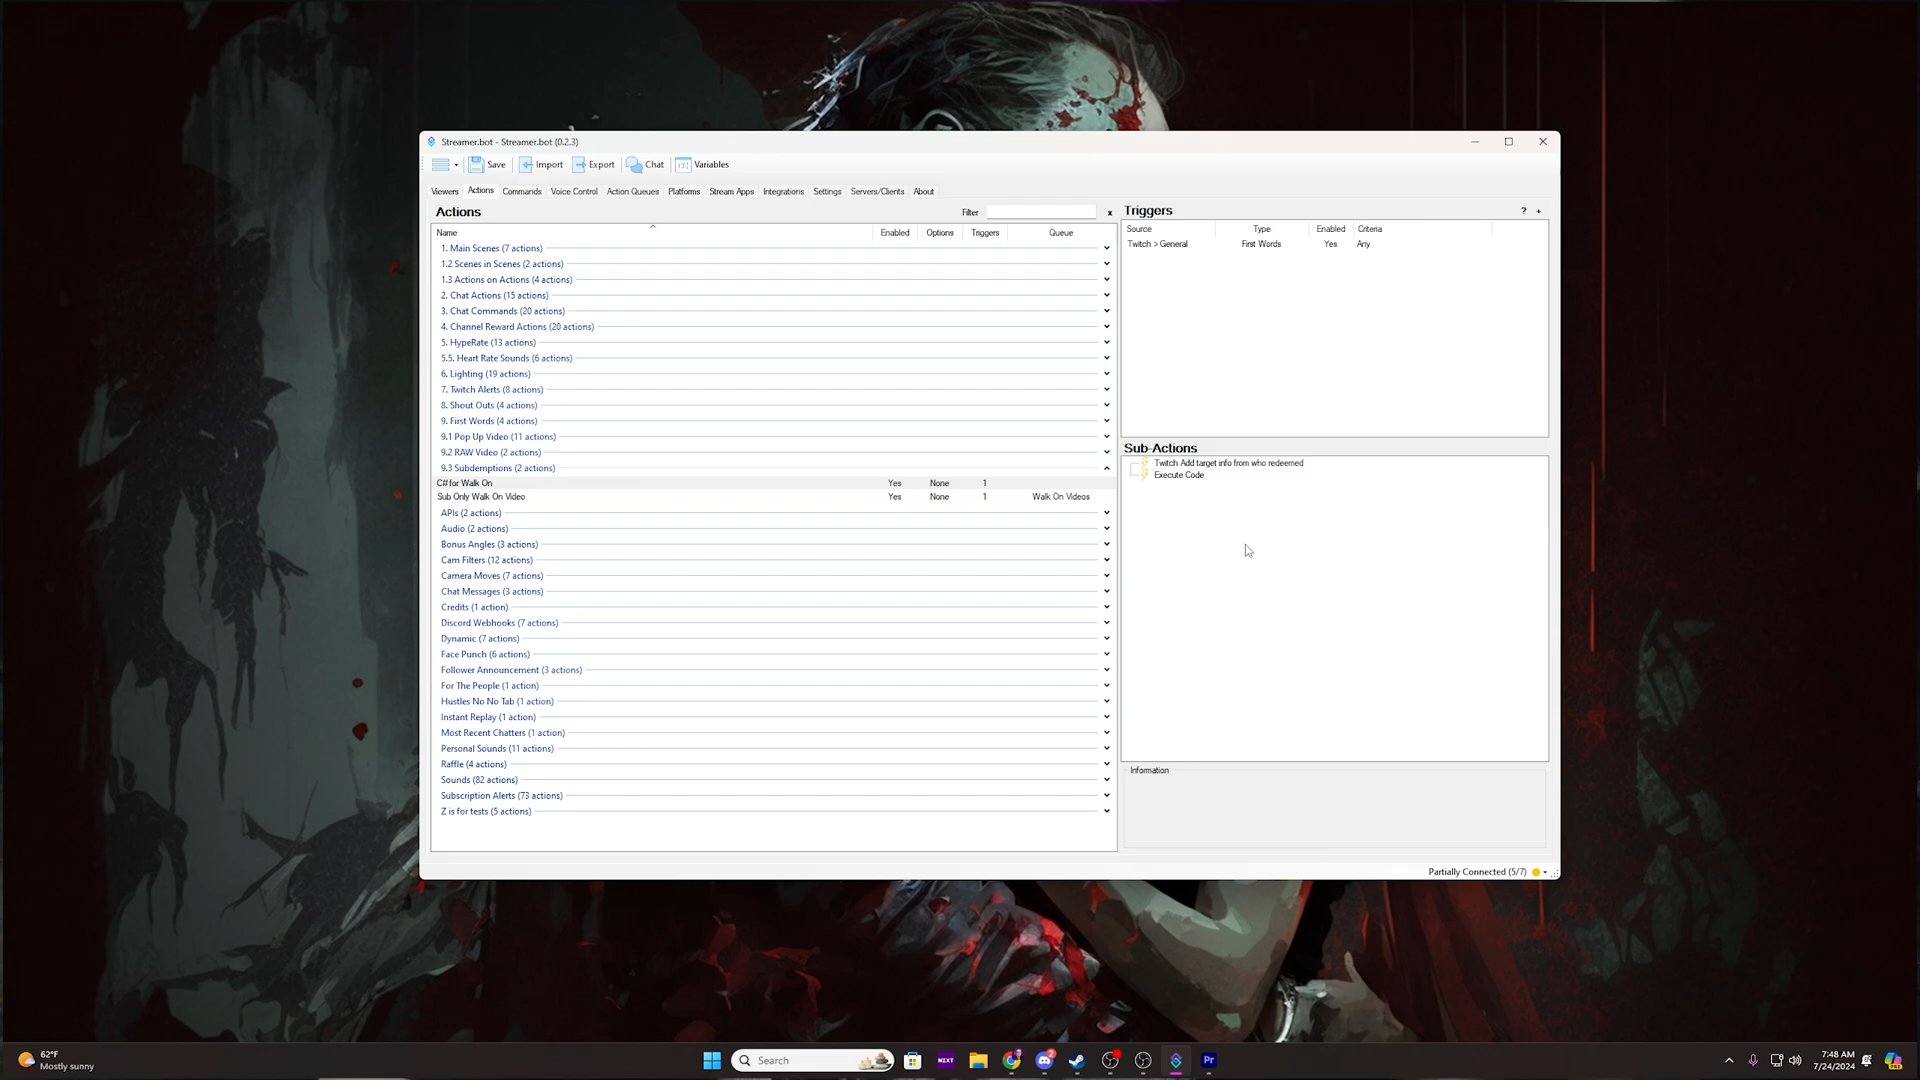 Streamer.bot - Streamer.bot (0.2.3)
Save Import Export Chat Variables
Viewers Actions Commands Voice Control Action Queues Platforms Stream Apps Integrations Settings Servers/Clients About
Actions
Filter
x
Name Enabled Options Triggers Queue
1. Main Scenes (7 actions)
1.2 Scenes in Scenes (2 actions)
1.3 Actions on Actions (4 actions)
2. Chat Actions (15 actions)
3. Chat Commands (20 actions)
4. Channel Reward Actions (20 actions)
5. HypeRate (13 actions)
5.5. Heart Rate Sounds (6 actions)
6. Lighting (19 actions)
7. Twitch Alerts (8 actions)
8. Shout Outs (4 actions)
9. First Words (4 actions)
9.1 Pop Up Video (11 actions)
9.2 RAW Video (2 actions)
9.3 Subdemptions (2 actions)
C# for Walk On Yes None 1
Sub Only Walk On Video Yes None 1 Walk On Videos
APIs (2 actions)
Audio (2 actions)
Bonus Angles (3 actions)
Cam Filters (12 actions)
Camera Moves (7 actions)
Chat Messages (3 actions)
Credits (1 action)
Discord Webhooks (7 actions)
Dynamic (7 actions)
Face Punch (6 actions)
Follower Announcement (3 actions)
For The People (1 action)
Hustles No No Tab (1 action)
Instant Replay (1 action)
Most Recent Chatters (1 action)
Personal Sounds (11 actions)
Raffle (4 actions)
Sounds (82 actions)
Subscription Alerts (73 actions)
Z is for tests (5 actions)
Triggers ? +
Source Type Enabled Criteria
Twitch > General First Words Yes Any
Sub-Actions
Twitch Add target info from who redeemed
Execute Code
Information
Partially Connected (5/7)
62°F
Mostly sunny
Search
NZXT
2
Pr
7:48 AM
7/24/2024